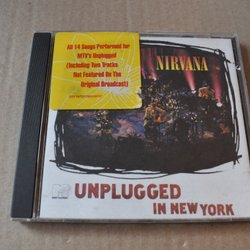 All 14 Songs Performed for
MTV's Unplugged
(Including Two Tracks
Not Featured On The
Original Broadcast)
NIRVANA
MTV
UNPLUGGED
IN NEW YORK